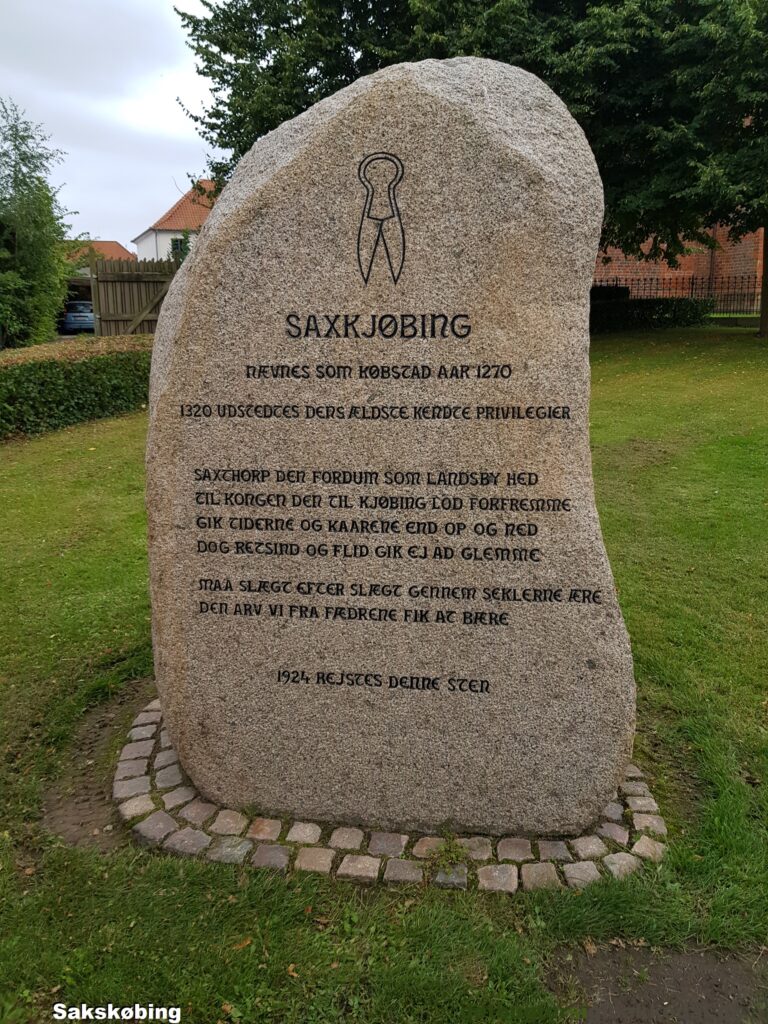 SAXKJØBING
NÆVNES SOM KØBSTAD AAR 1270
1320 UDSTEDTES DENS ÆLDSTE KENDTE PRIVILEGIER
SAXTHORP DEN FORDUM SOM LANDSBY HED
TIL KONGEN DEN TIL KJØBING LOD FORFREMME
GIK TIDERNE OG KAARENE END OP OG NED
DOG RETSIND OG FLID GIK EJ AD GLEMME
MAA SLÆGT EFTER SLÆGT GENNEM SEKLERNE ÆRE
DEN ARV VI FRA FÆDRENE FIK AT BÆRE
1924 REJSTES DENNE STEN
Sakskøbing